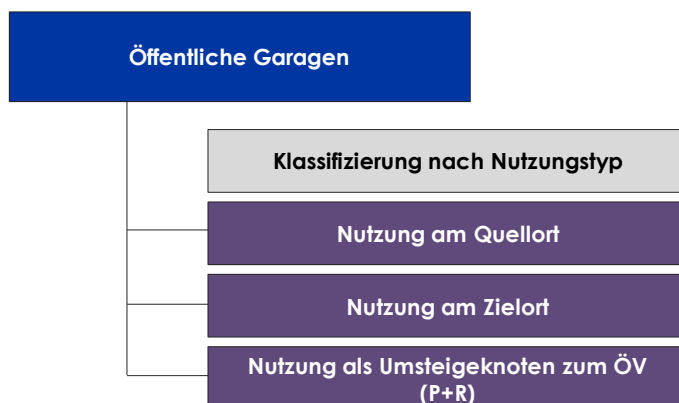 Öffentliche Garagen
Klassifizierung nach Nutzungstyp
Nutzung am Quellort
Nutzung am Zielort
Nutzung als Umsteigeknoten zum ÖV
(P+R)